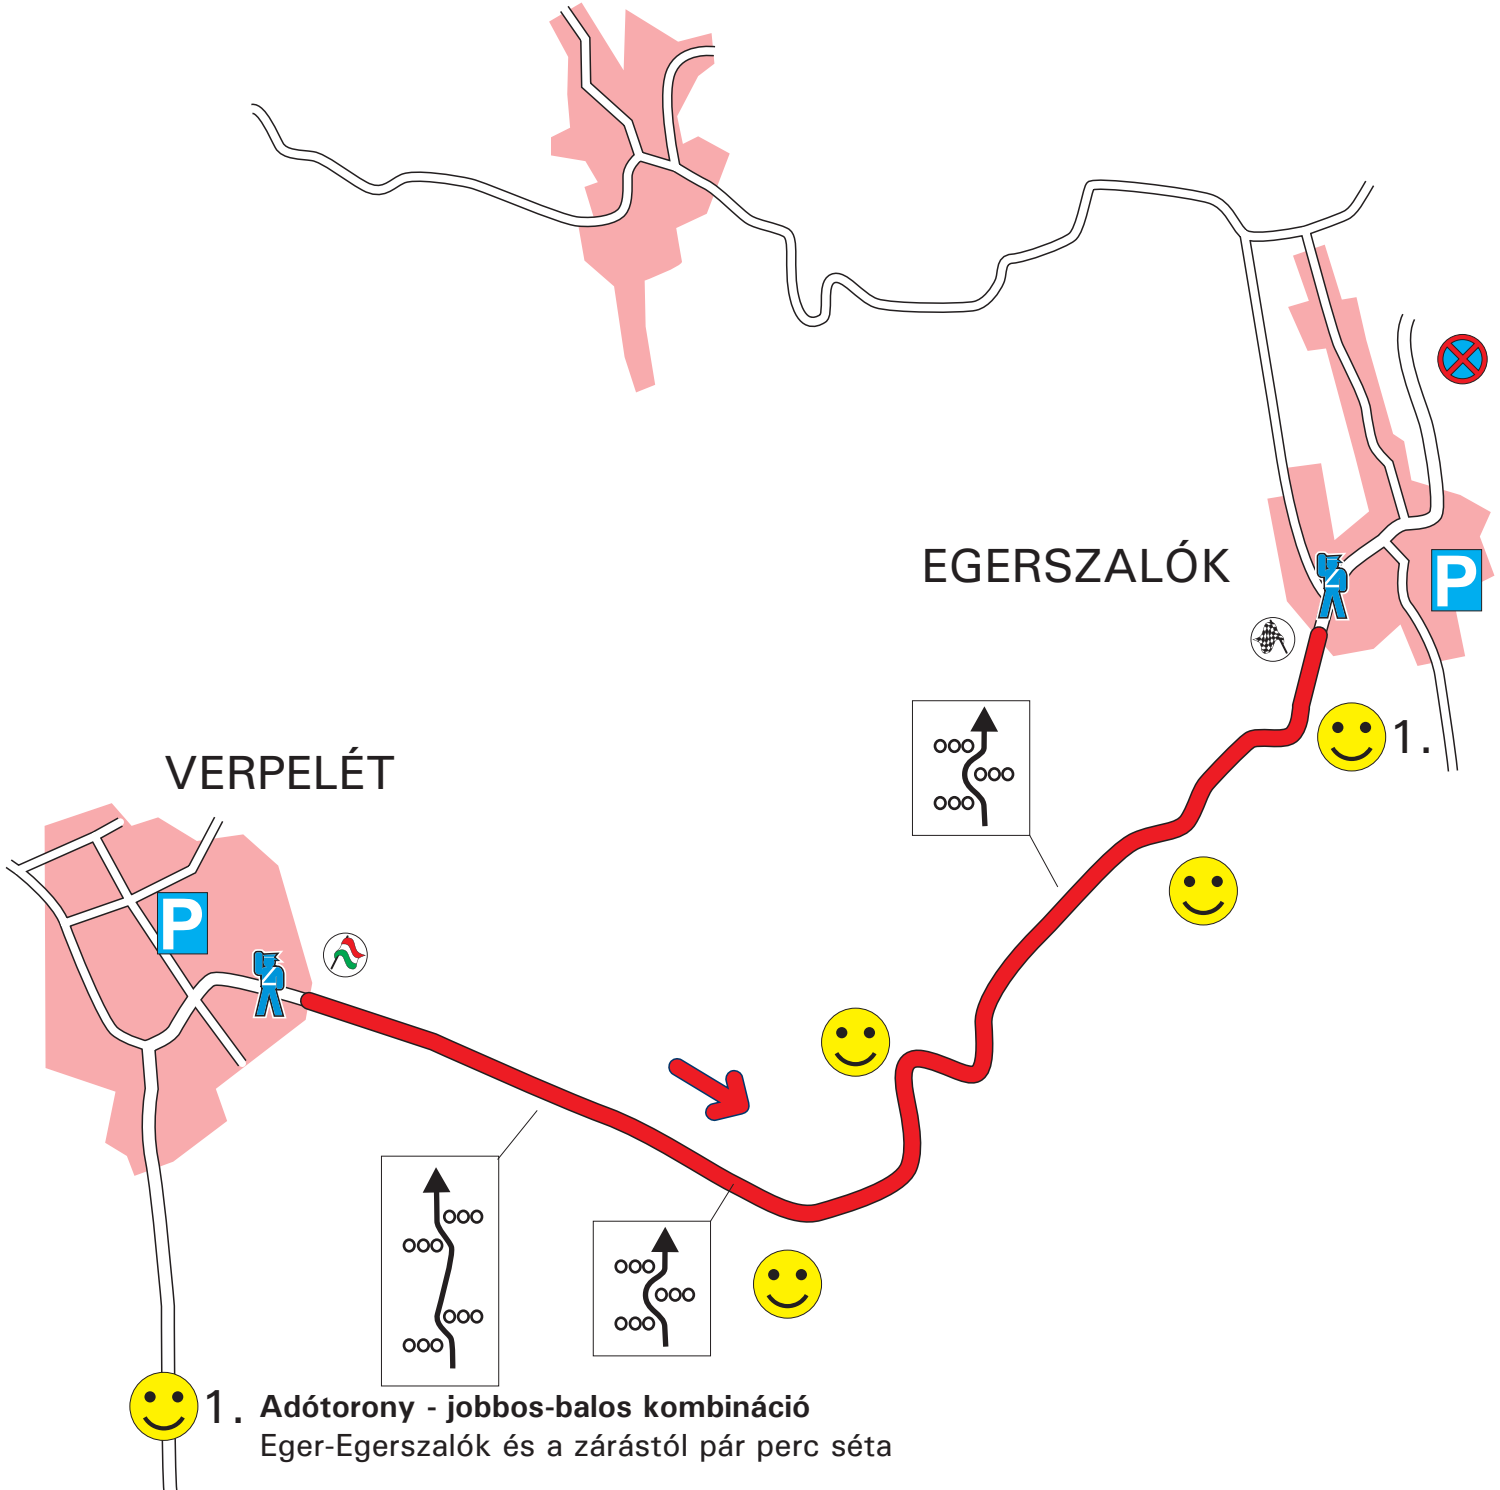 EGERSZALÓK
P
1.
VERPELÉT
P
1. Adótorony - jobbos-balos kombináció
Eger-Egerszalók és a zárástól pár perc séta